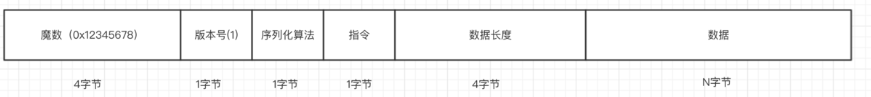 魔数（0x12345678） 版本号(1) 序列化算法 指令 数据长度 数据
4字节 1字节 1字节 1字节 4字节 N字节